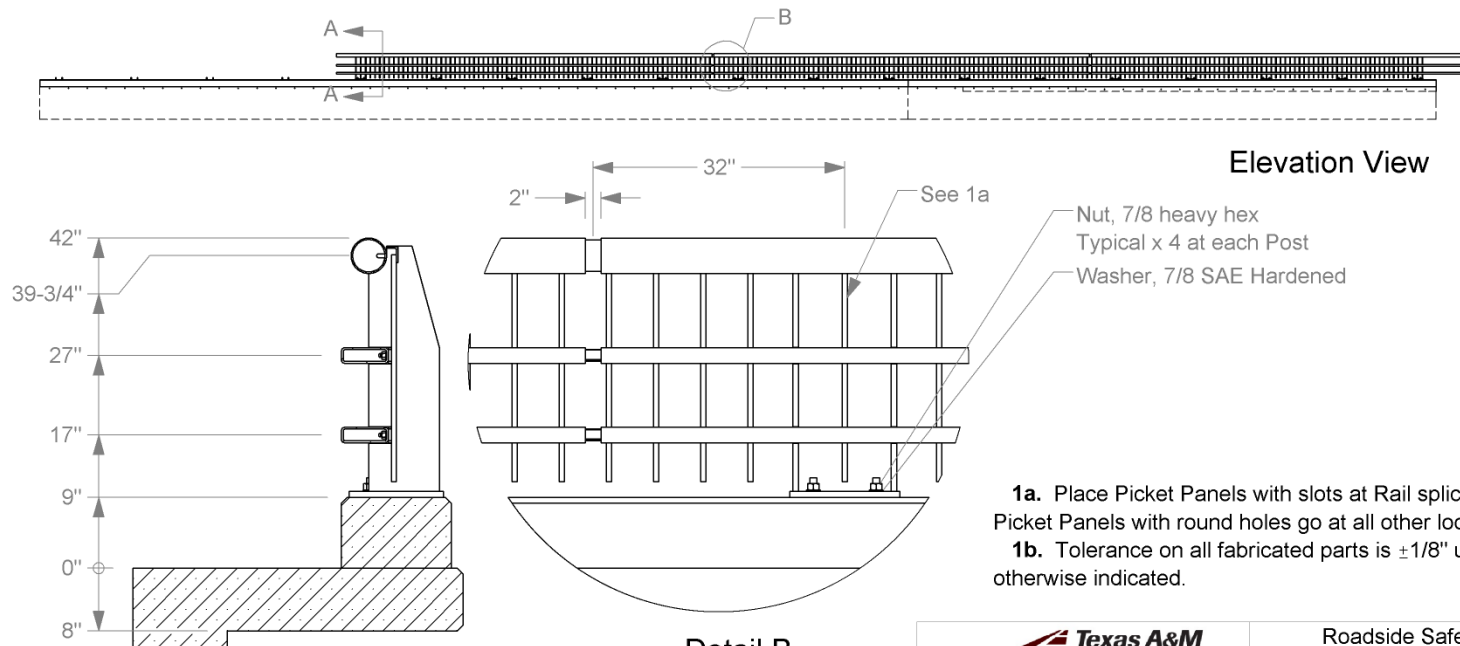 A
B
A
Elevation View
32"
2"
See 1a
Nut, 7/8 heavy hex
Typical x 4 at each Post
Washer, 7/8 SAE Hardened
42"
39-3/4"
27"
17"
9"
0"
8"
1a. Place Picket Panels with slots at Rail splic
Picket Panels with round holes go at all other loc
1b. Tolerance on all fabricated parts is ±1/8" u
otherwise indicated.
Detail B
Texas A&M
Roadside Safe